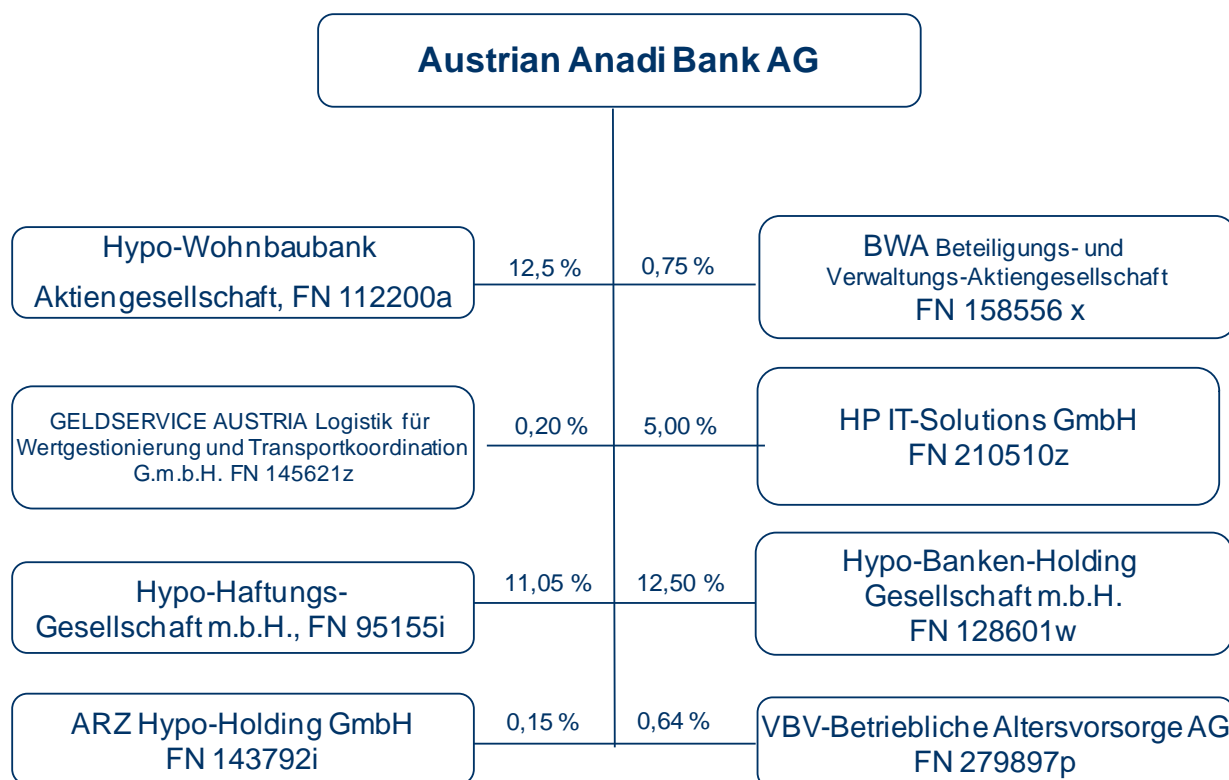 Austrian Anadi Bank AG
Hypo-Wohnbaubank
Aktiengesellschaft, FN 112200a
12,5 %
0,75 %
BWA Beteiligungs- und
Verwaltungs-Aktiengesellschaft
FN 158556 x
GELDSERVICE AUSTRIA Logistik für
Wertgestionierung und Transportkoordination
G.m.b.H. FN 145621z
0,20 %
5,00 %
HP IT-Solutions GmbH
FN 210510z
Hypo-Haftungs-
Gesellschaft m.b.H., FN 95155i
11,05 %
12,50 %
Hypo-Banken-Holding
Gesellschaft m.b.H.
FN 128601w
ARZ Hypo-Holding GmbH
FN 143792i
0,15 %
0,64 %
VBV-Betriebliche Altersvorsorge AG
FN 279897p